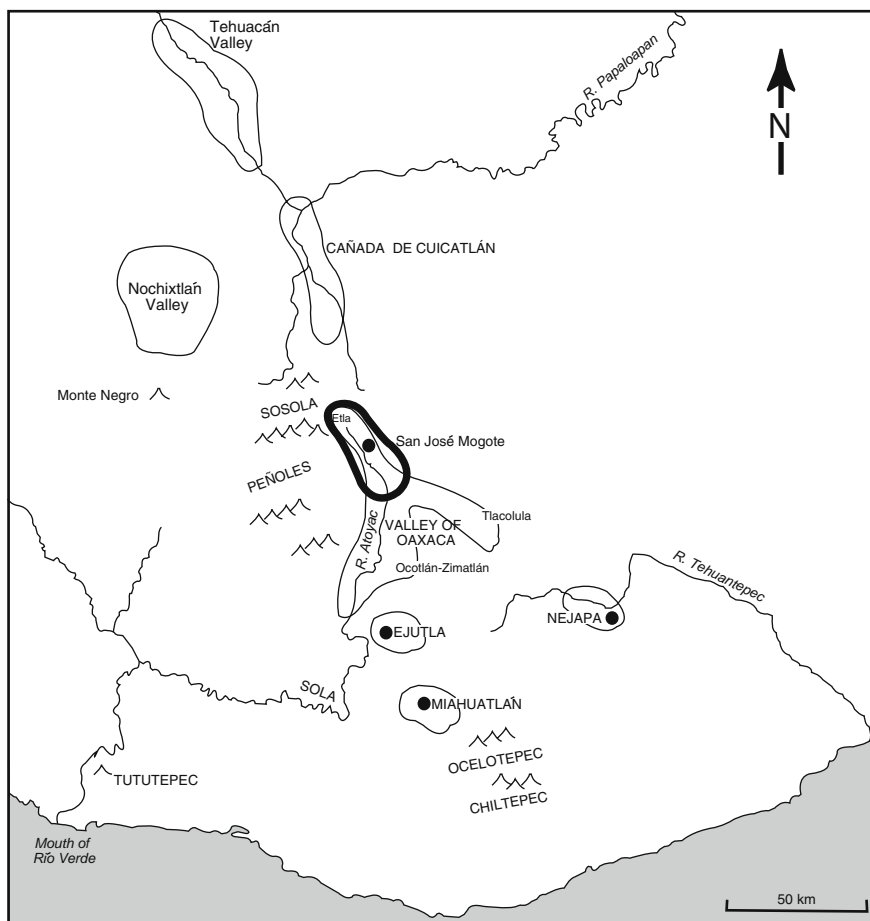 Tehuacán
Valley
R. Papaloapan
N
CAÑADA DE CUICATLÁN
Nochixtlán
Valley
Monte Negro
SOSOLA
Etla
San José Mogote
PEÑOLES
Tlacolula
VALLEY OF
OAXACA
R. Atoyac
Ocotlán-Zimatlán
R. Tehuantepec
NEJAPA
EJUTLA
SOLA
MIAHUATLÁN
OCELOTEPEC
TUTUTEPEC
CHILTEPEC
Mouth of
Río Verde
50 km